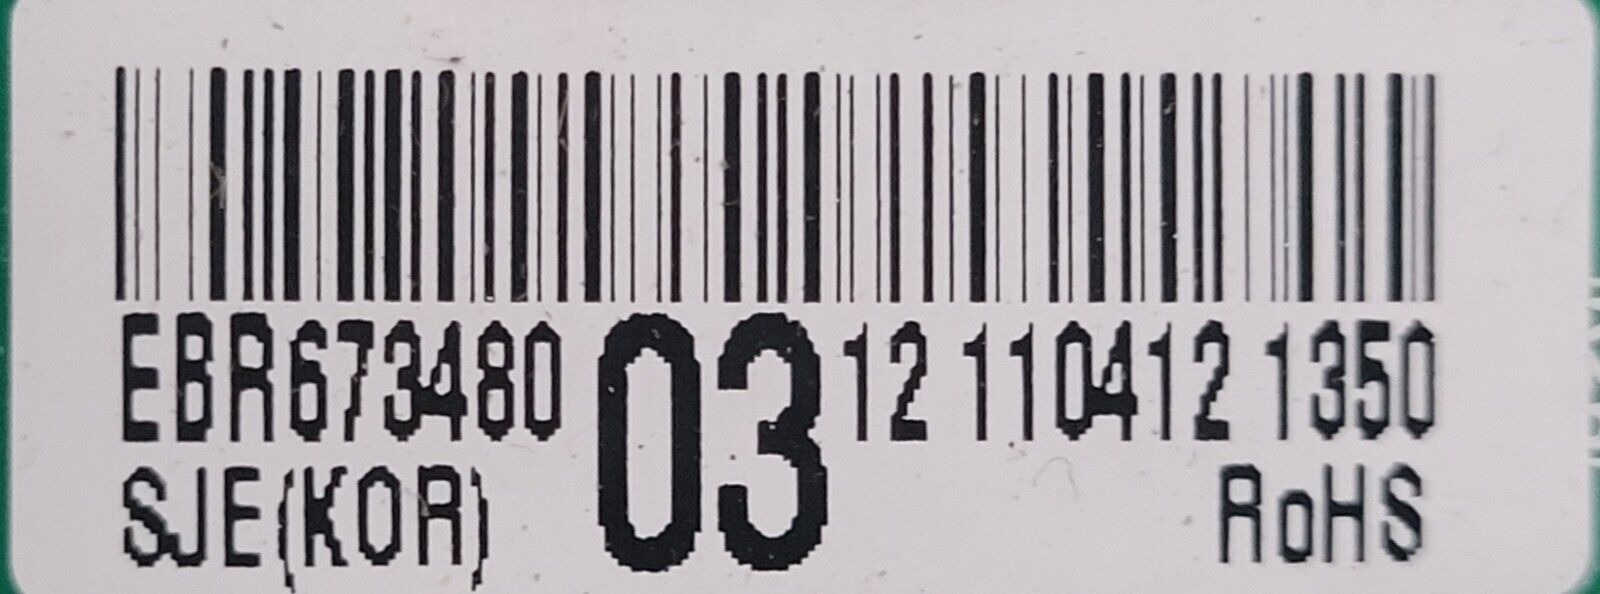 EBR673480 03 12 110412 1350
SJE(KOR) RoHS